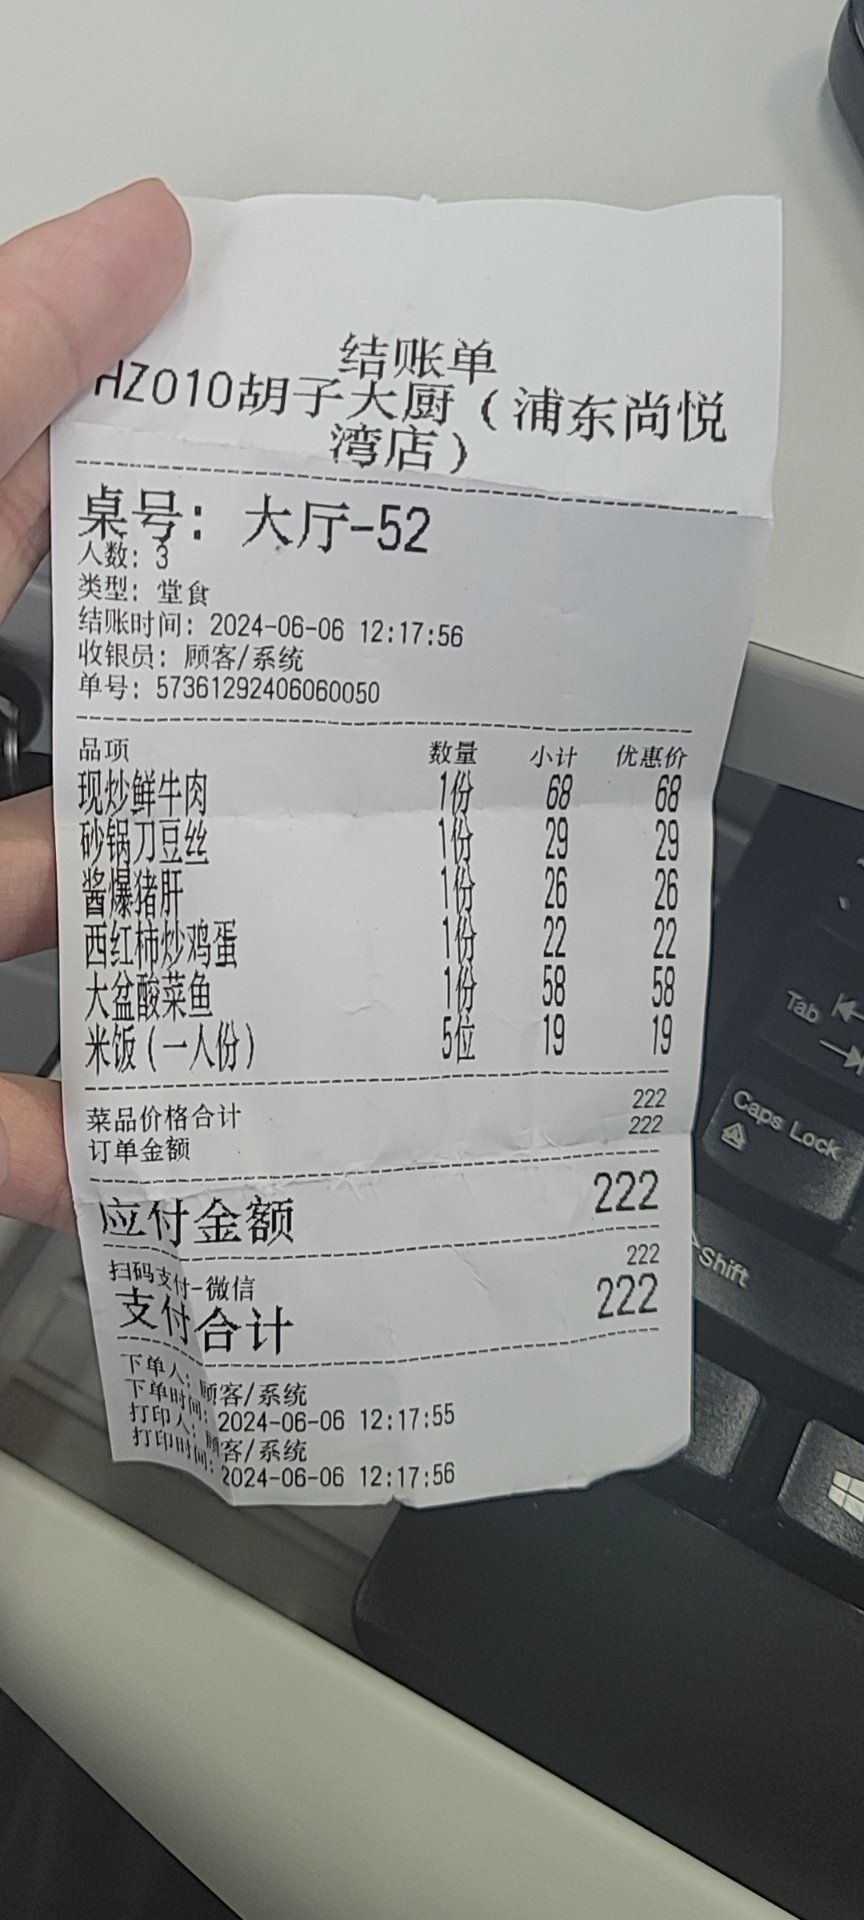 结账单
HZ010胡子大厨（浦东尚悦
湾店）
桌号：大厅-52
人数：3
类型：堂食
结账时间：2024-06-06 12:17:56
收银员：顾客/系统
单号：57361292406060050
品项 数量 小计 优惠价
现炒鲜牛肉 1份 68 68
砂锅刀豆丝 1份 29 29
酱爆猪肝 1份 26 26
西红柿炒鸡蛋 1份 22 22
大盆酸菜鱼 1份 58 58
米饭（一人份） 5位 19 19
菜品价格合计 222
订单金额 222
应付金额 222
扫码支付-微信 222
支付合计 222
下单人：顾客/系统
下单时间：2024-06-06 12:17:55
打印人：顾客/系统
打印时间：2024-06-06 12:17:56
Tab
Caps Lock
Shift